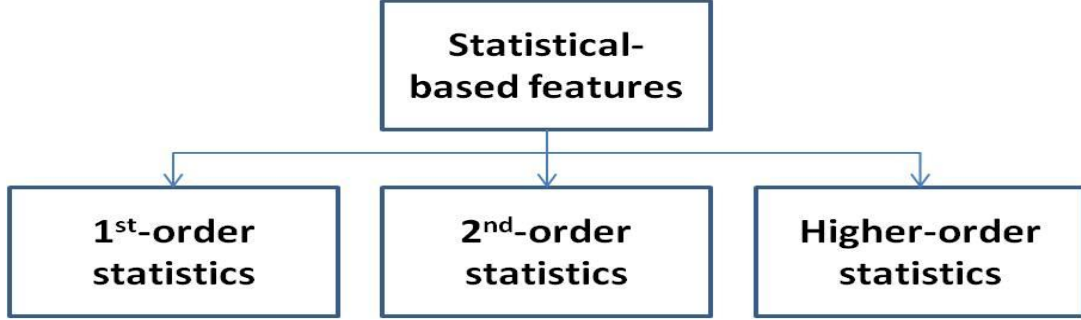 Statistical-
based features
1st-order
statistics
2nd-order
statistics
Higher-order
statistics